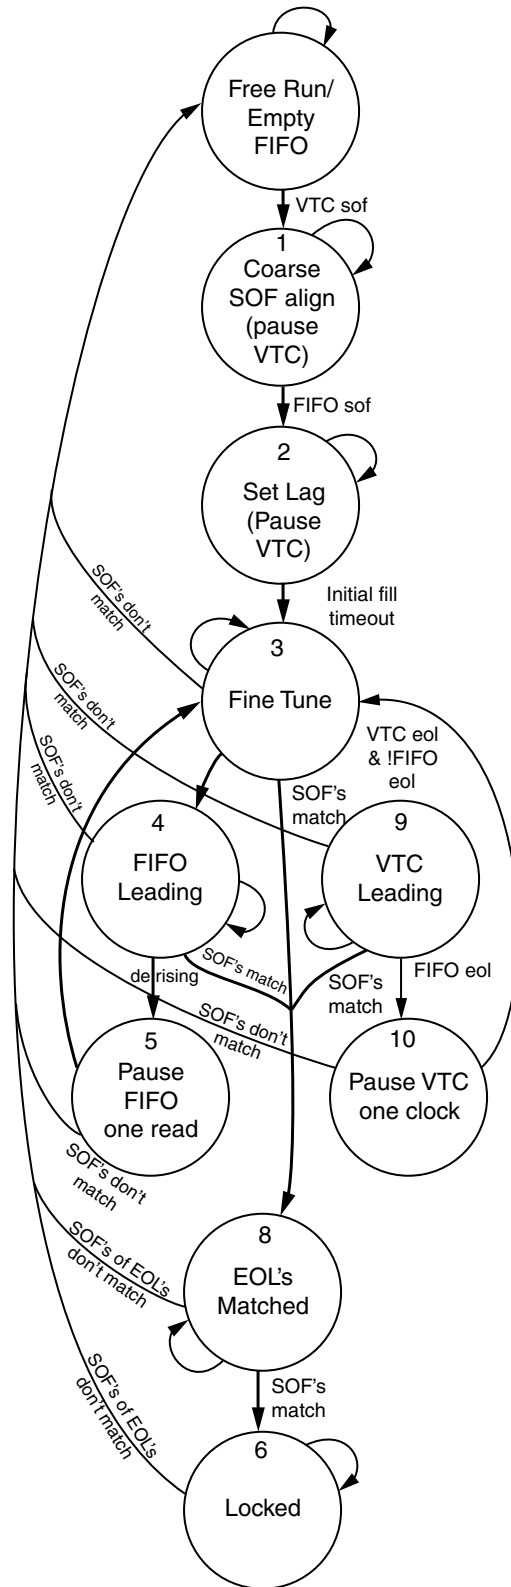 Free Run/
Empty
FIFO
VTC sof
1
Coarse
SOF align
(pause
VTC)
FIFO sof
2
Set Lag
(Pause
VTC)
Initial fill
timeout
SOF's don't
match
3
Fine Tune
SOF's don't
match
VTC eol
& !FIFO
eol
SOF's don't
match
SOF's
match
4
FIFO
Leading
9
VTC
Leading
de rising
SOF's match
SOF's
match
FIFO eol
SOF's don't
match
5
Pause
FIFO
one read
10
Pause VTC
one clock
SOF's don't
match
8
EOL's
Matched
SOF's of EOL's
don't match
SOF's
match
SOF's of EOL's
don't match
6
Locked